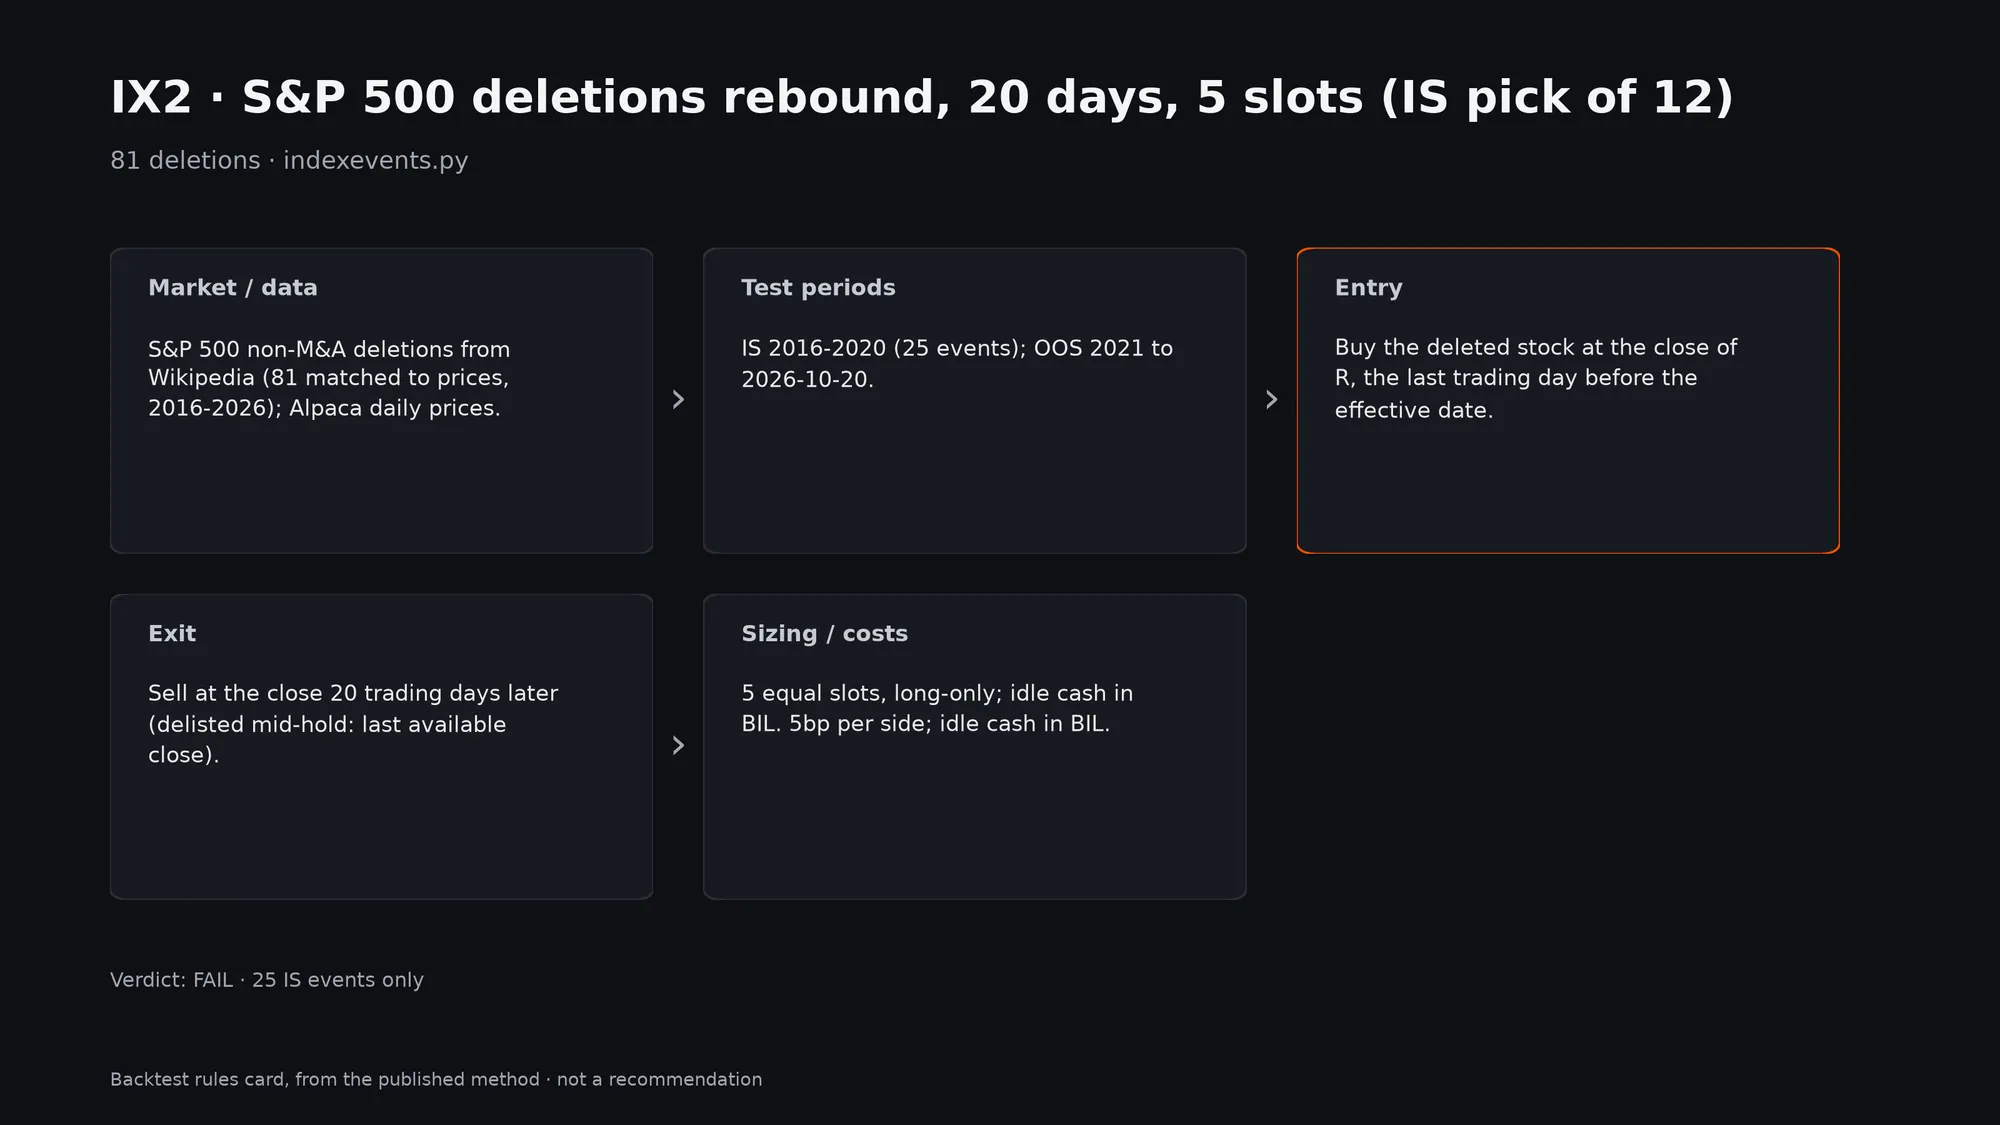 IX2 · S&P 500 deletions rebound, 20 days, 5 slots (IS pick of 12)
81 deletions · indexevents.py
Market / data
S&P 500 non-M&A deletions from
Wikipedia (81 matched to prices,
2016-2026); Alpaca daily prices.
›
Test periods
IS 2016-2020 (25 events); OOS 2021 to
2026-10-20.
›
Entry
Buy the deleted stock at the close of
R, the last trading day before the
effective date.
Exit
Sell at the close 20 trading days later
(delisted mid-hold: last available
close).
›
Sizing / costs
5 equal slots, long-only; idle cash in
BIL. 5bp per side; idle cash in BIL.
Verdict: FAIL · 25 IS events only
Backtest rules card, from the published method · not a recommendation